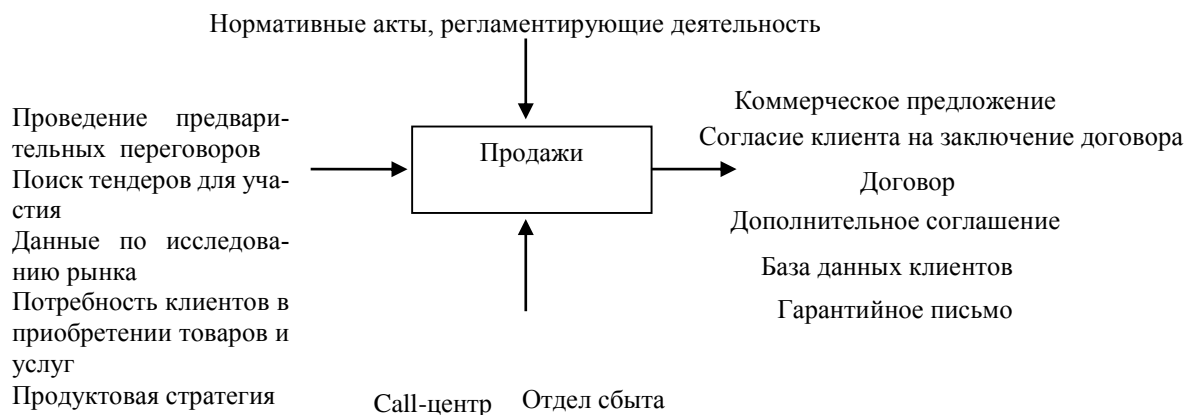 Нормативные акты, регламентирующие деятельность
Проведение предвари-
тельных переговоров
Поиск тендеров для уча-
стия
Данные по исследова-
нию рынка
Потребность клиентов в
приобретении товаров и
услуг
Продуктовая стратегия
Продажи
Коммерческое предложение
Согласие клиента на заключение договора
Договор
Дополнительное соглашение
База данных клиентов
Гарантийное письмо
Call-центр Отдел сбыта